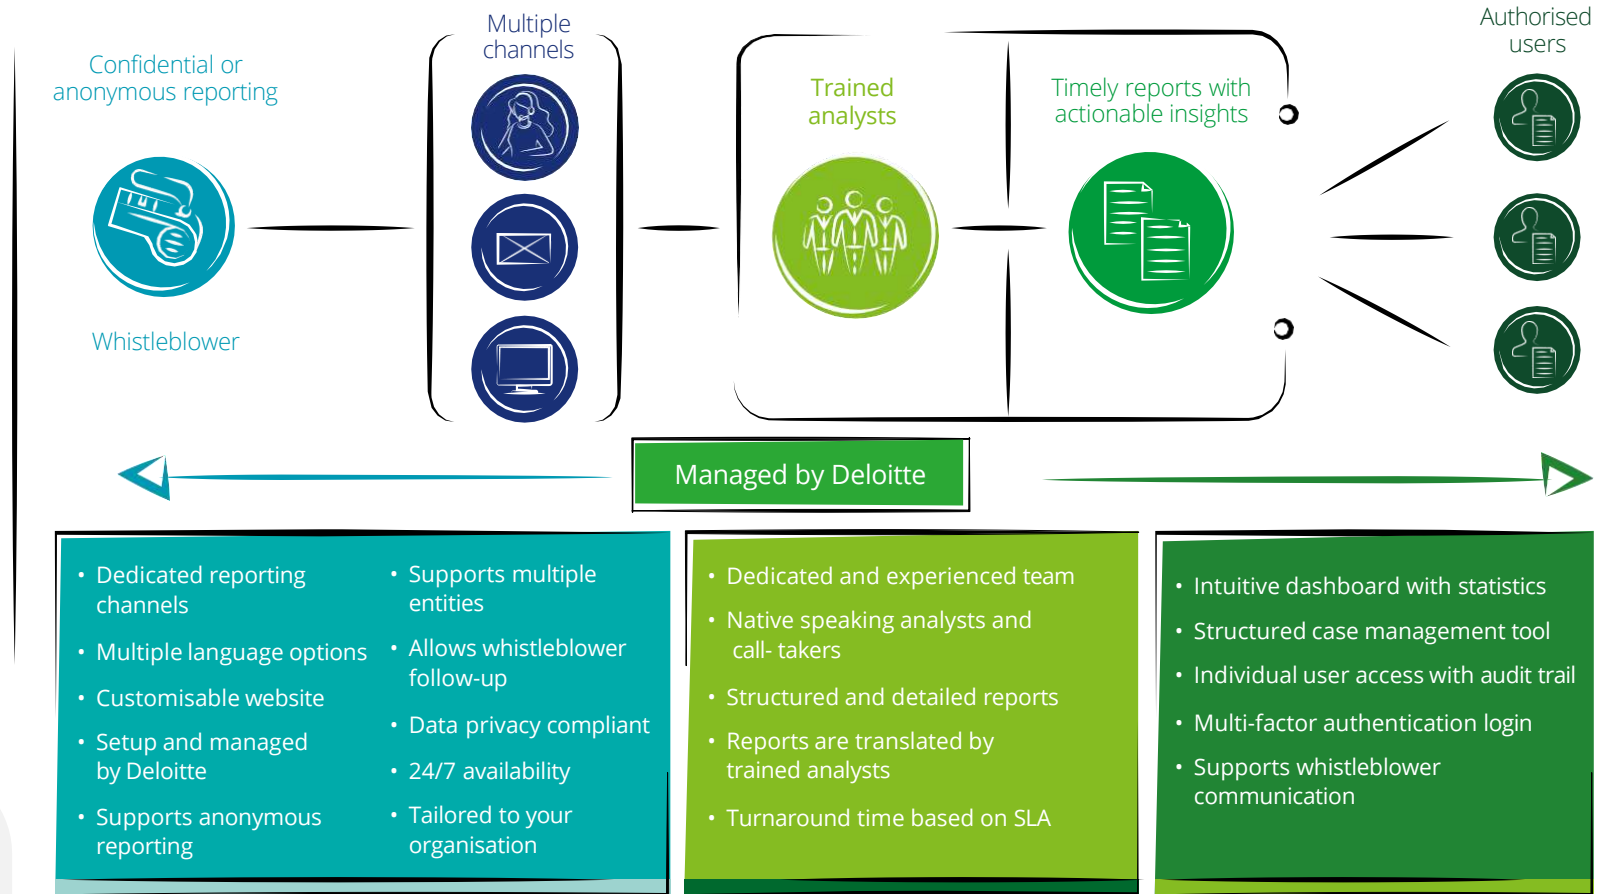 Confidential or
anonymous reporting
Whistleblower
Multiple
channels
Trained
analysts
Timely reports with
actionable insights
Authorised
users
Managed by Deloitte
• Dedicated reporting
channels
• Multiple language options
• Customisable website
• Setup and managed
by Deloitte
• Supports anonymous
reporting
• Supports multiple
entities
• Allows whistleblower
follow-up
• Data privacy compliant
• 24/7 availability
• Tailored to your
organisation
• Dedicated and experienced team
• Native speaking analysts and
call- takers
• Structured and detailed reports
• Reports are translated by
trained analysts
• Turnaround time based on SLA
• Intuitive dashboard with statistics
• Structured case management tool
• Individual user access with audit trail
• Multi-factor authentication login
• Supports whistleblower
communication